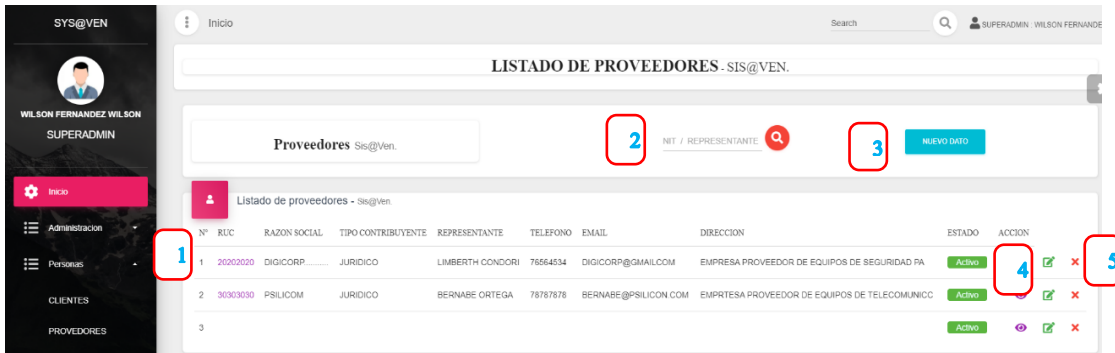 SYS@VEN
WILSON FERNANDEZ WILSON
SUPERADMIN
Inicio
Administracion
Personas
CLIENTES
PROVEDORES
Inicio
Search
SUPERADMIN : WILSON FERNANDE
LISTADO DE PROVEEDORES - SIS@VEN.
Proveedores Sis@Ven.
2
NIT / REPRESENTANTE
3
NUEVO DATO
Listado de proveedores - Sis@Ven.
1
N° RUC RAZON SOCIAL TIPO CONTRIBUYENTE REPRESENTANTE TELEFONO EMAIL DIRECCION ESTADO ACCION
1 20202020 DIGICORP.......... JURIDICO LIMBERTH CONDORI 76564534 DIGICORP@GMAILCOM EMPRESA PROVEEDOR DE EQUIPOS DE SEGURIDAD PA Activo
4
5
2 30303030 PSILICOM JURIDICO BERNABE ORTEGA 78787878 BERNABE@PSILICON.COM EMPRTESA PROVEEDOR DE EQUIPOS DE TELECOMUNICC Activo
3 Activo